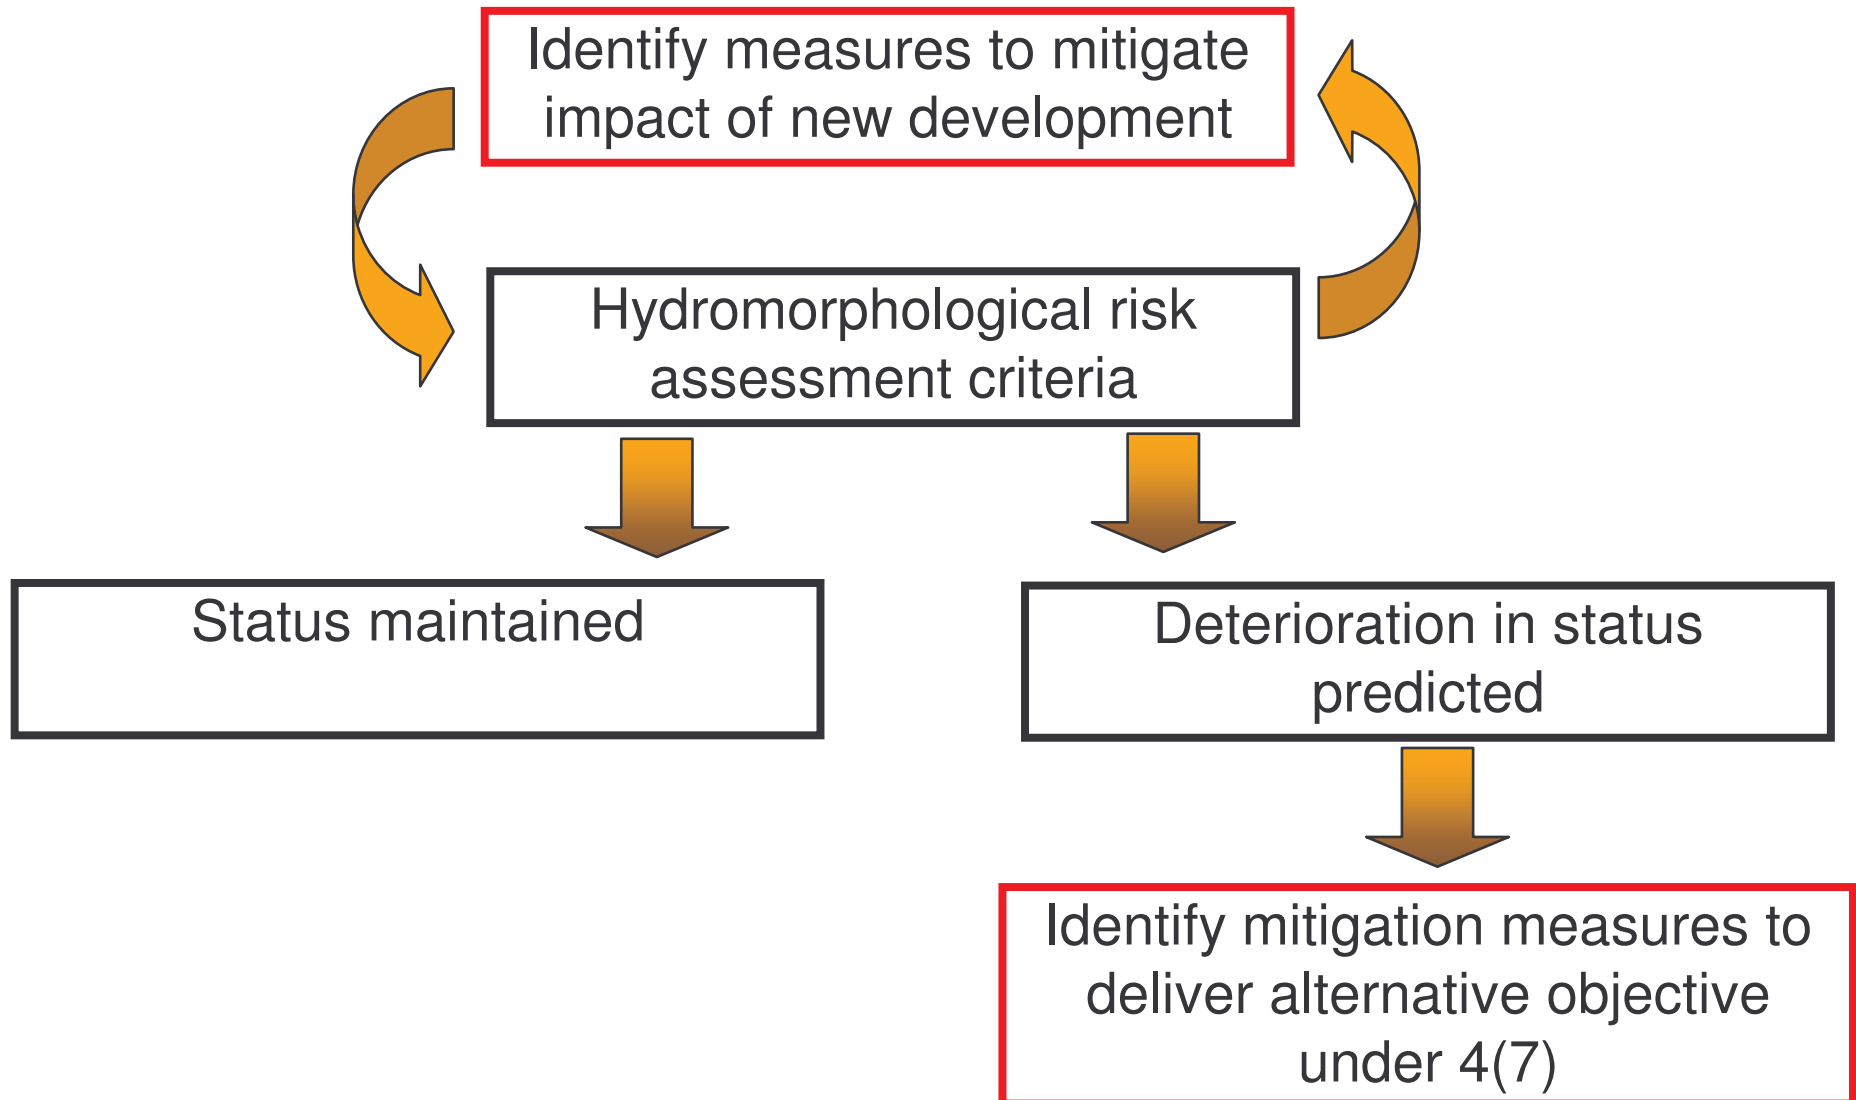 Identify measures to mitigate
impact of new development
Hydromorphological risk
assessment criteria
Status maintained
Deterioration in status
predicted
Identify mitigation measures to
deliver alternative objective
under 4(7)